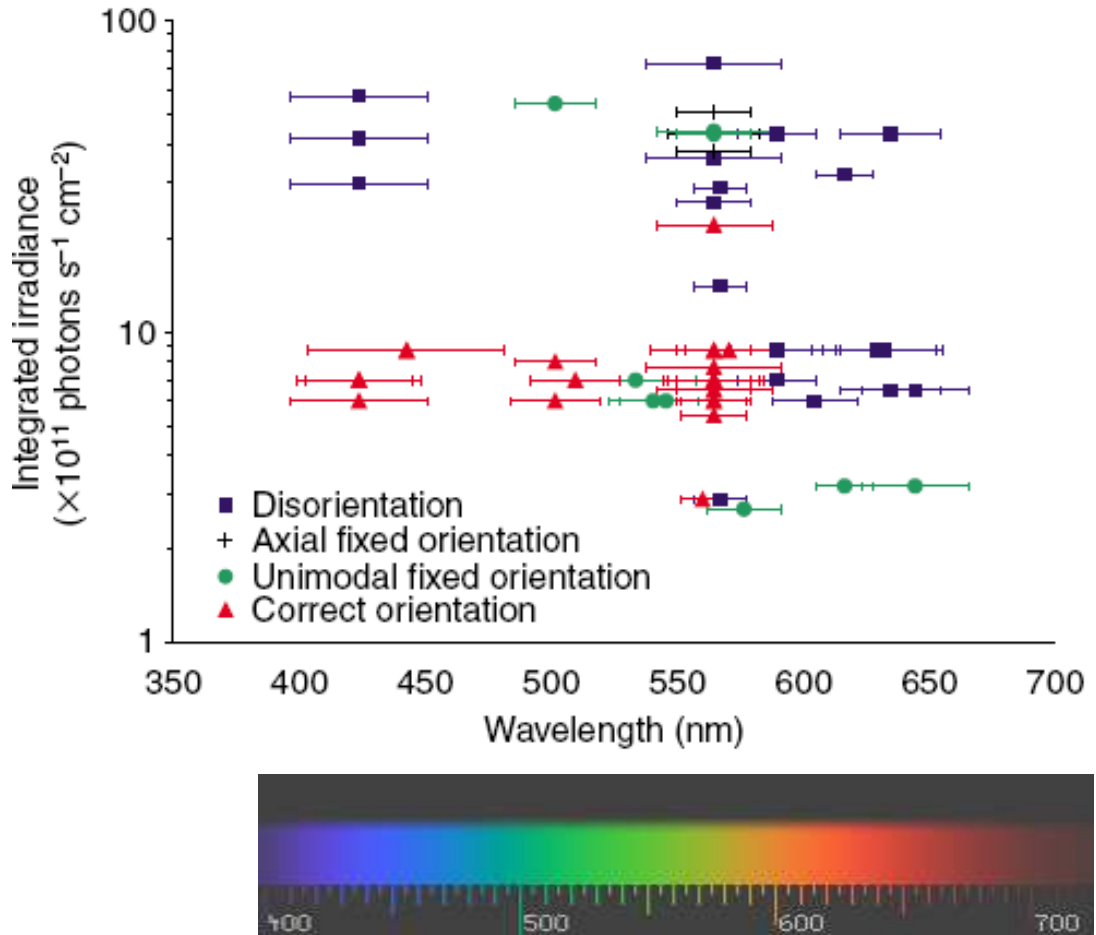 100
10
1
Integrated irradiance
(×10¹¹ photons s⁻¹ cm⁻²)
Disorientation
Axial fixed orientation
Unimodal fixed orientation
Correct orientation
350 400 450 500 550 600 650 700
Wavelength (nm)
400 500 600 700